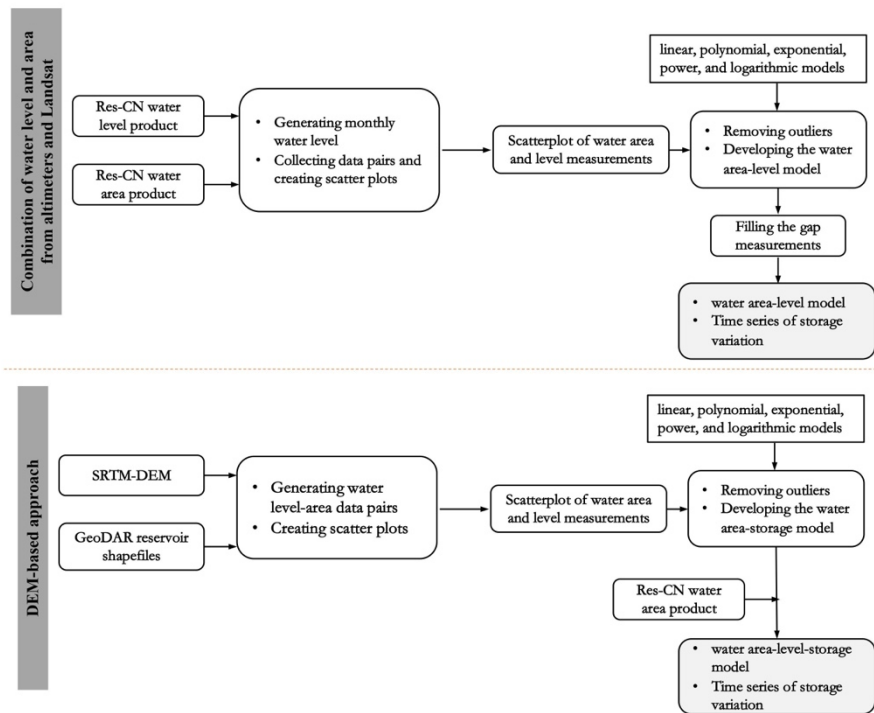 Combination of water level and area
from altimeters and Landsat
Res-CN water
level product
Res-CN water
area product
• Generating monthly
water level
• Collecting data pairs and
creating scatter plots
Scatterplot of water area
and level measurements
linear, polynomial, exponential,
power, and logarithmic models
• Removing outliers
• Developing the water
area-level model
Filling the gap
measurements
• water area-level model
• Time series of storage
variation
DEM-based approach
SRTM-DEM
GeoDAR reservoir
shapefiles
• Generating water
level-area data pairs
• Creating scatter plots
Scatterplot of water area
and level measurements
linear, polynomial, exponential,
power, and logarithmic models
• Removing outliers
• Developing the water
area-storage model
Res-CN water
area product
• water area-level-storage
model
• Time series of storage
variation